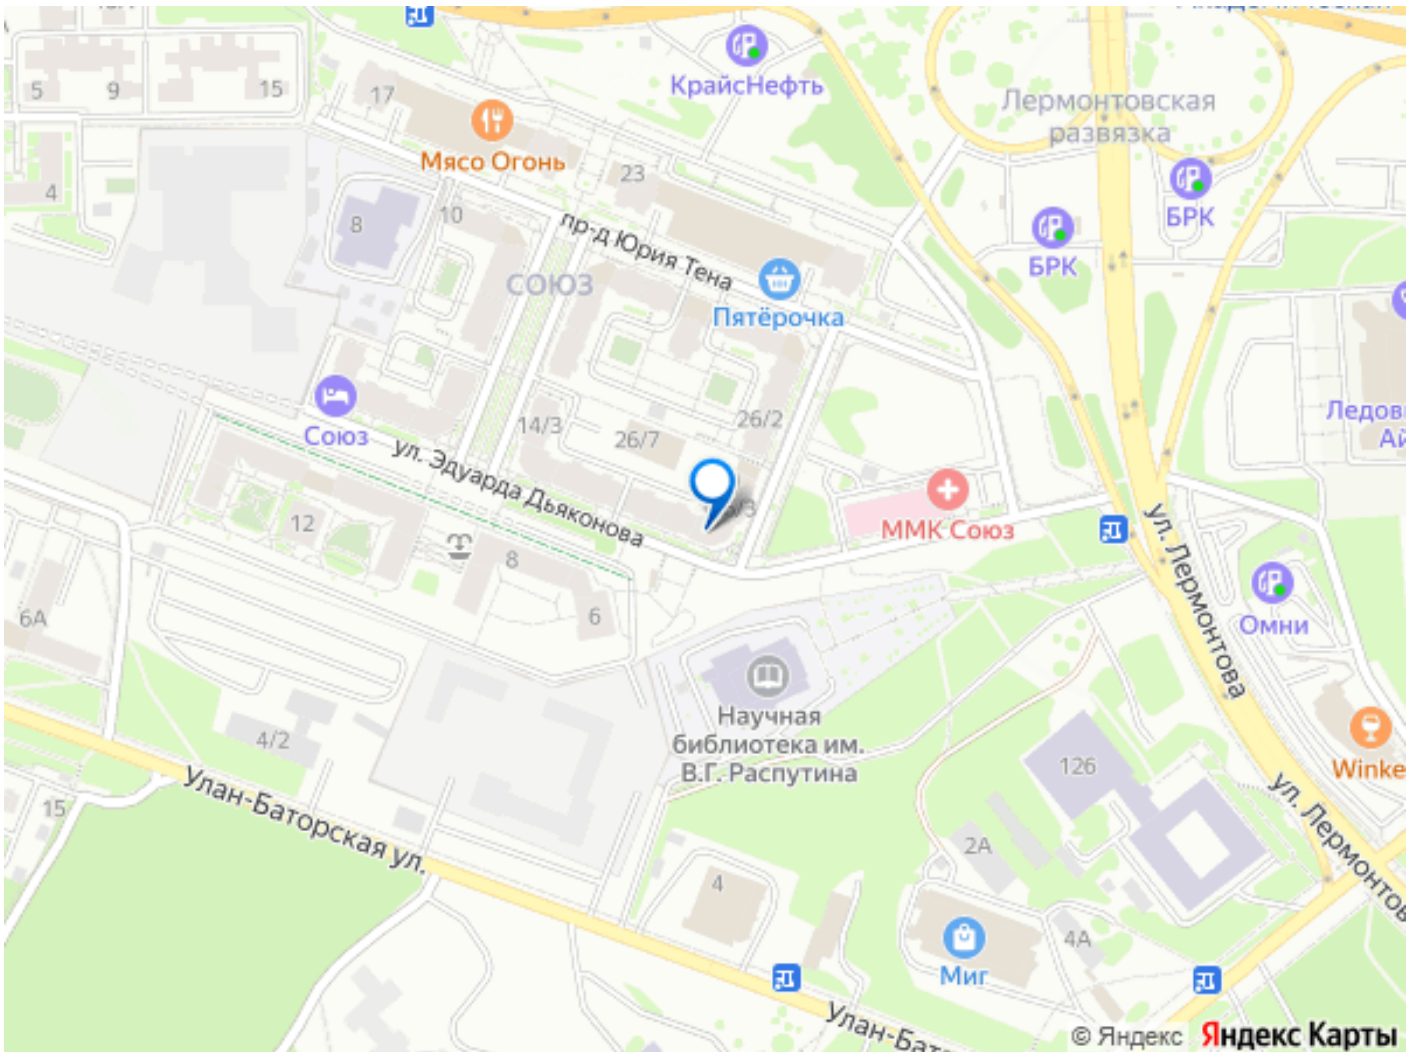 5
9
15
17
КрайсНефть
Лермонтовская
развязка
Мясо Огонь
23
4
8
10
БРК
БРК
пр-д Юрия Тена
СОЮЗ
Пятёрочка
Союз
14/3
26/7
26/2
ул. Эдуарда Дьяконова
ММК Союз
ул. Лермонтова
12
8
6
6А
Омни
Научная
библиотека им.
В.Г. Распутина
4/2
126
Winke
ул. Лермонтова
15
Улан-Баторская ул.
2А
4
4А
Миг
Улан-Бат
© Яндекс Яндекс Карты